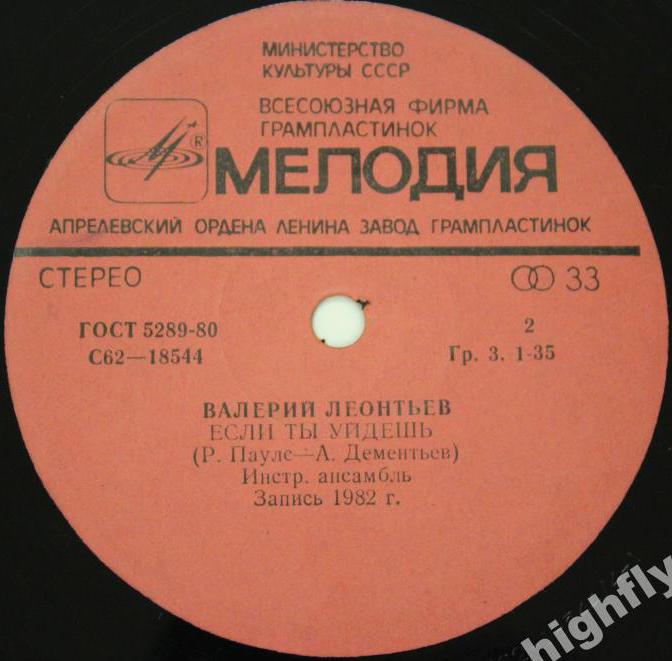 МИНИСТЕРСТВО
КУЛЬТУРЫ СССР
ВСЕСОЮЗНАЯ ФИРМА
ГРАМПЛАСТИНОК
®
МЕЛОДИЯ
АПРЕЛЕВСКИЙ ОРДЕНА ЛЕНИНА ЗАВОД ГРАМПЛАСТИНОК
СТЕРЕО 33
ГОСТ 5289-80 2
С62—18544 Гр. 3. 1-35
ВАЛЕРИЙ ЛЕОНТЬЕВ
ЕСЛИ ТЫ УЙДЕШЬ
(Р. Паулс—А. Дементьев)
Инстр. ансамбль
Запись 1982 г.
highfly